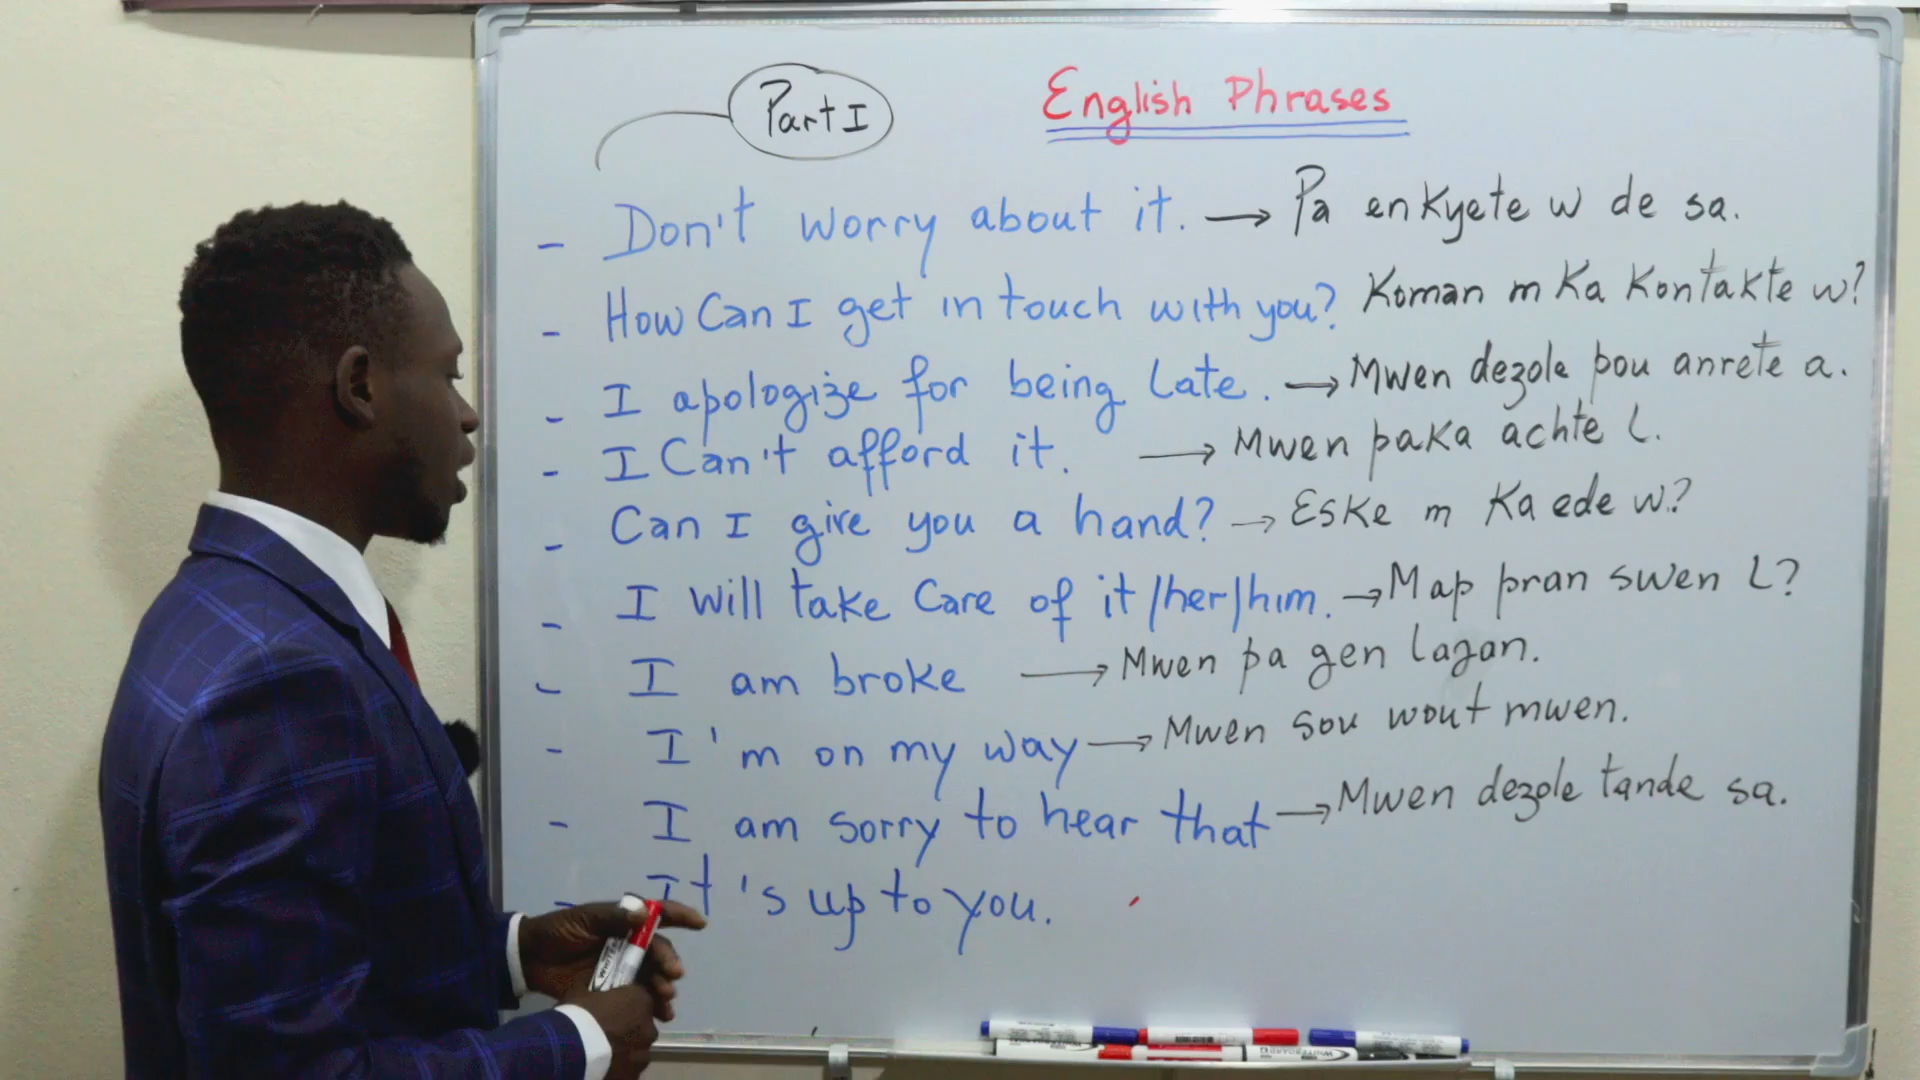 Part I
English Phrases
- Don't worry about it. → Pa enkyete w de sa.
- How Can I get in touch with you? Koman m Ka Kontakte w?
- I apologize for being late. → Mwen dezole pou anrete a.
- I Can't afford it. → Mwen paka achte l.
- Can I give you a hand? → Eske m Ka ede w?
- I will take Care of it/her/him. → Map pran swen L?
- I am broke → Mwen pa gen lajan.
- I'm on my way → Mwen sou wout mwen.
- I am sorry to hear that → Mwen dezole tande sa.
- It's up to you.